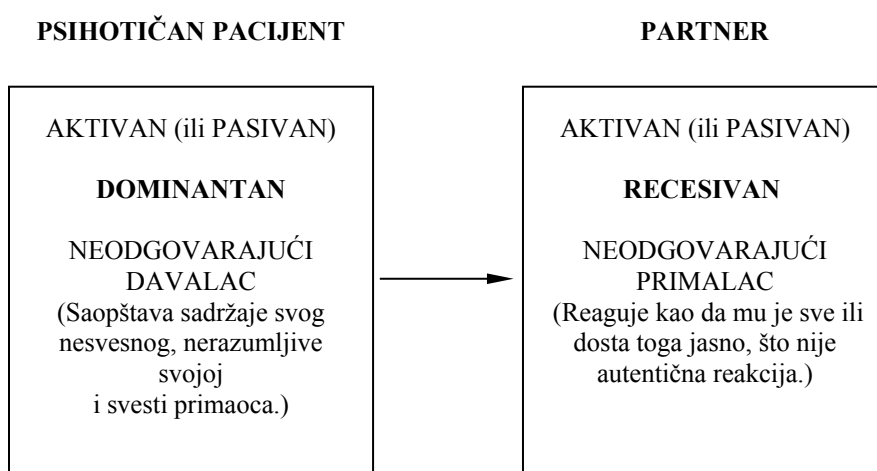 PSIHOTIČAN PACIJENT
PARTNER
AKTIVAN (ili PASIVAN)
DOMINANTAN
NEODGOVARAJUĆI
DAVALAC
(Saopštava sadržaje svog
nesvesnog, nerazumljive
svojoj
i svesti primaoca.)
AKTIVAN (ili PASIVAN)
RECESIVAN
NEODGOVARAJUĆI
PRIMALAC
(Reaguje kao da mu je sve ili
dosta toga jasno, što nije
autentična reakcija.)